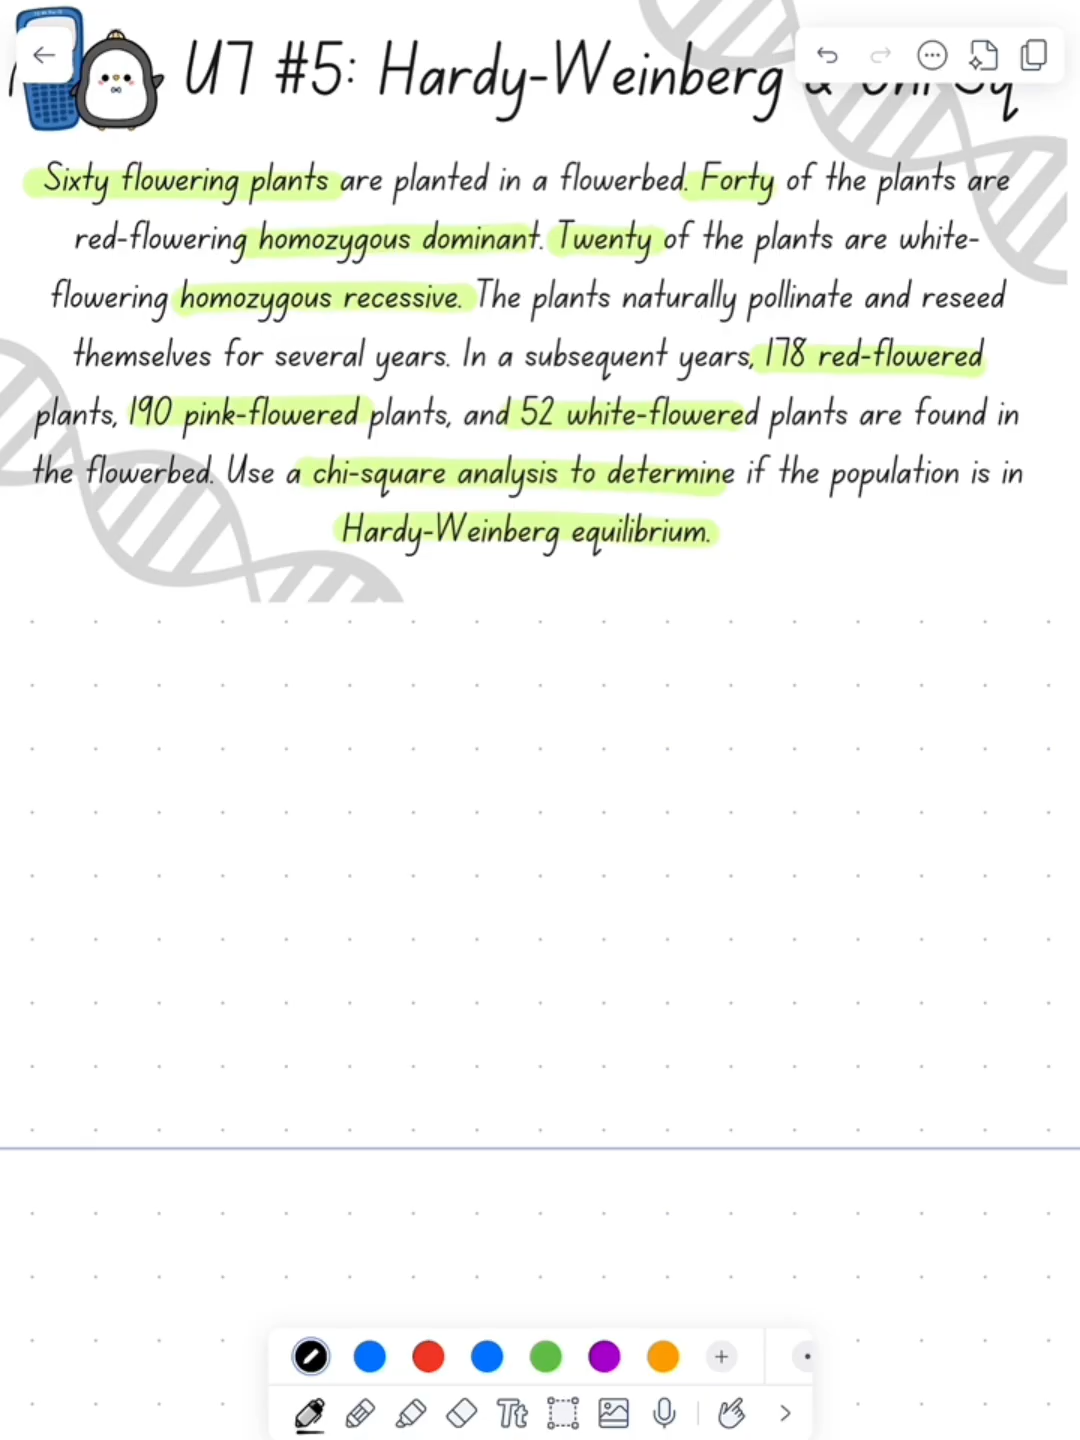 U7 #5: Hardy-Weinberg & Chi Sq
Sixty flowering plants are planted in a flowerbed. Forty of the plants are
red-flowering homozygous dominant. Twenty of the plants are white-
flowering homozygous recessive. The plants naturally pollinate and reseed
themselves for several years. In a subsequent years, 178 red-flowered
plants, 190 pink-flowered plants, and 52 white-flowered plants are found in
the flowerbed. Use a chi-square analysis to determine if the population is in
Hardy-Weinberg equilibrium.
Tt